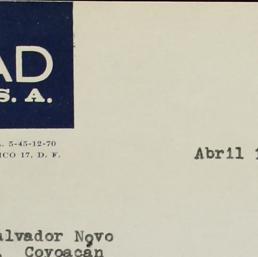 AD
S. A.
. 5-45-12-70
ICO 17, D. F.
Abril 1
alvador Novo
. Coyoacán